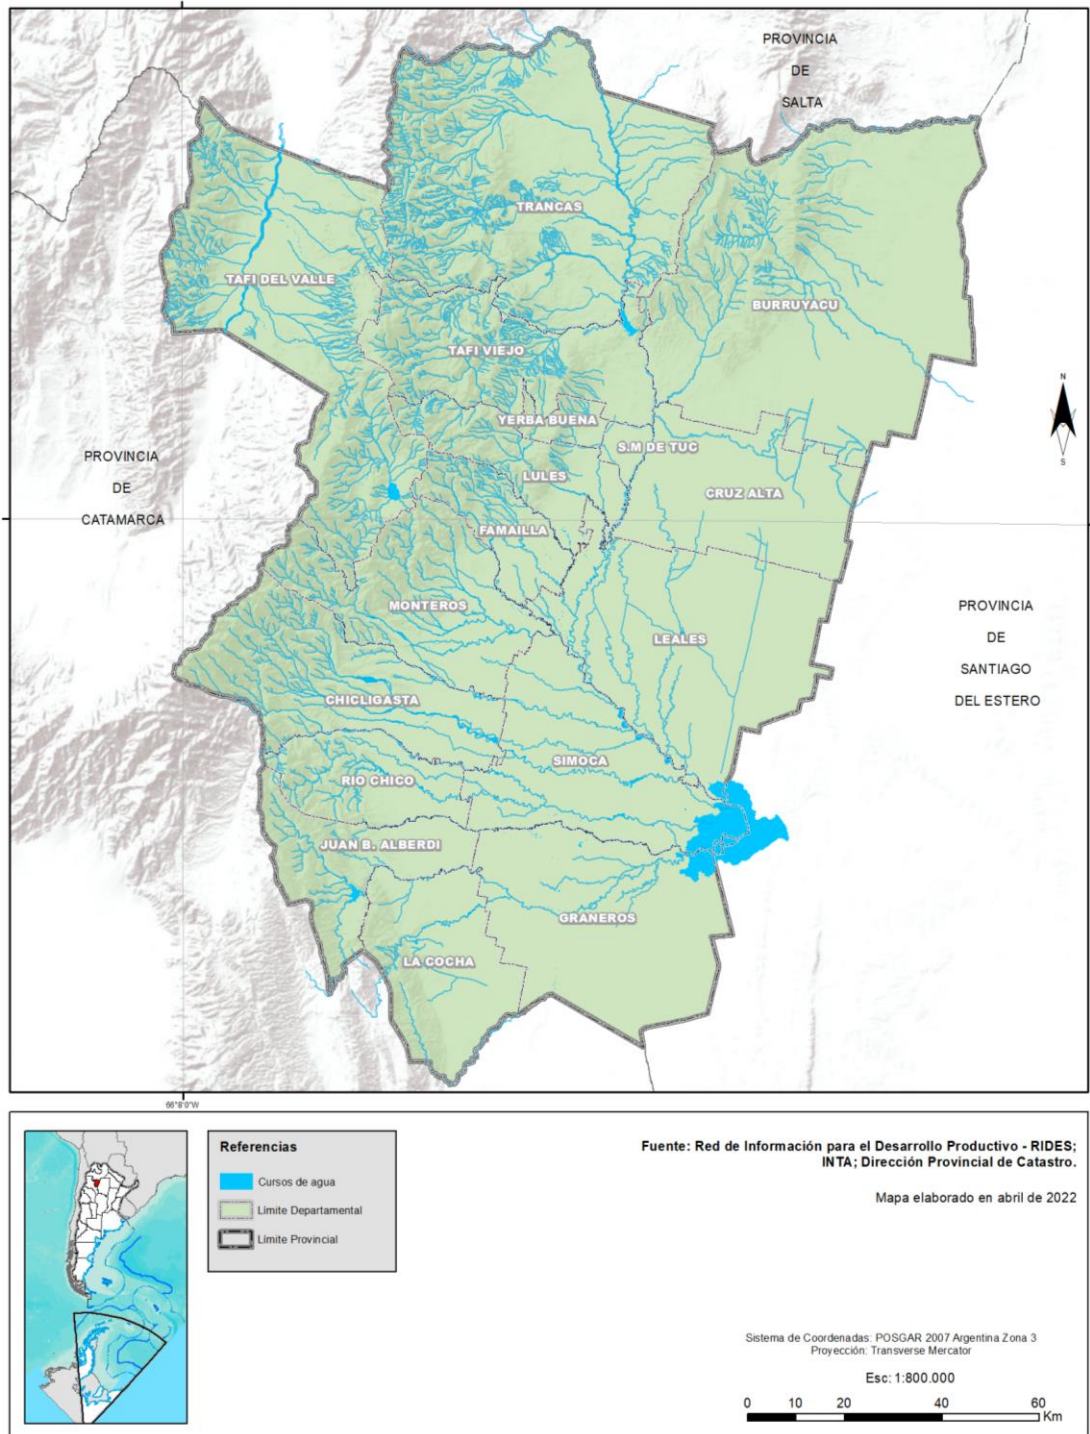 PROVINCIA
DE
SALTA
TRANCAS
TAFI DEL VALLE
BURRUYACU
TAFI VIEJO
N
S
YERBA BUENA
S.M DE TUC
PROVINCIA
DE
CATAMARCA
LULES
CRUZ ALTA
FAMAILLA
MONTEROS
LEALES
PROVINCIA
DE
SANTIAGO
DEL ESTERO
CHICLIGASTA
SIMOCA
RIO CHICO
JUAN B. ALBERDI
GRANEROS
LA COCHA
66°8'0"W
Referencias
Cursos de agua
Límite Departamental
Límite Provincial
Fuente: Red de Información para el Desarrollo Productivo - RIDES;
INTA; Dirección Provincial de Catastro.
Mapa elaborado en abril de 2022
Sistema de Coordenadas: POSGAR 2007 Argentina Zona 3
Proyección: Transverse Mercator
Esc: 1:800.000
0 10 20 40 60
Km